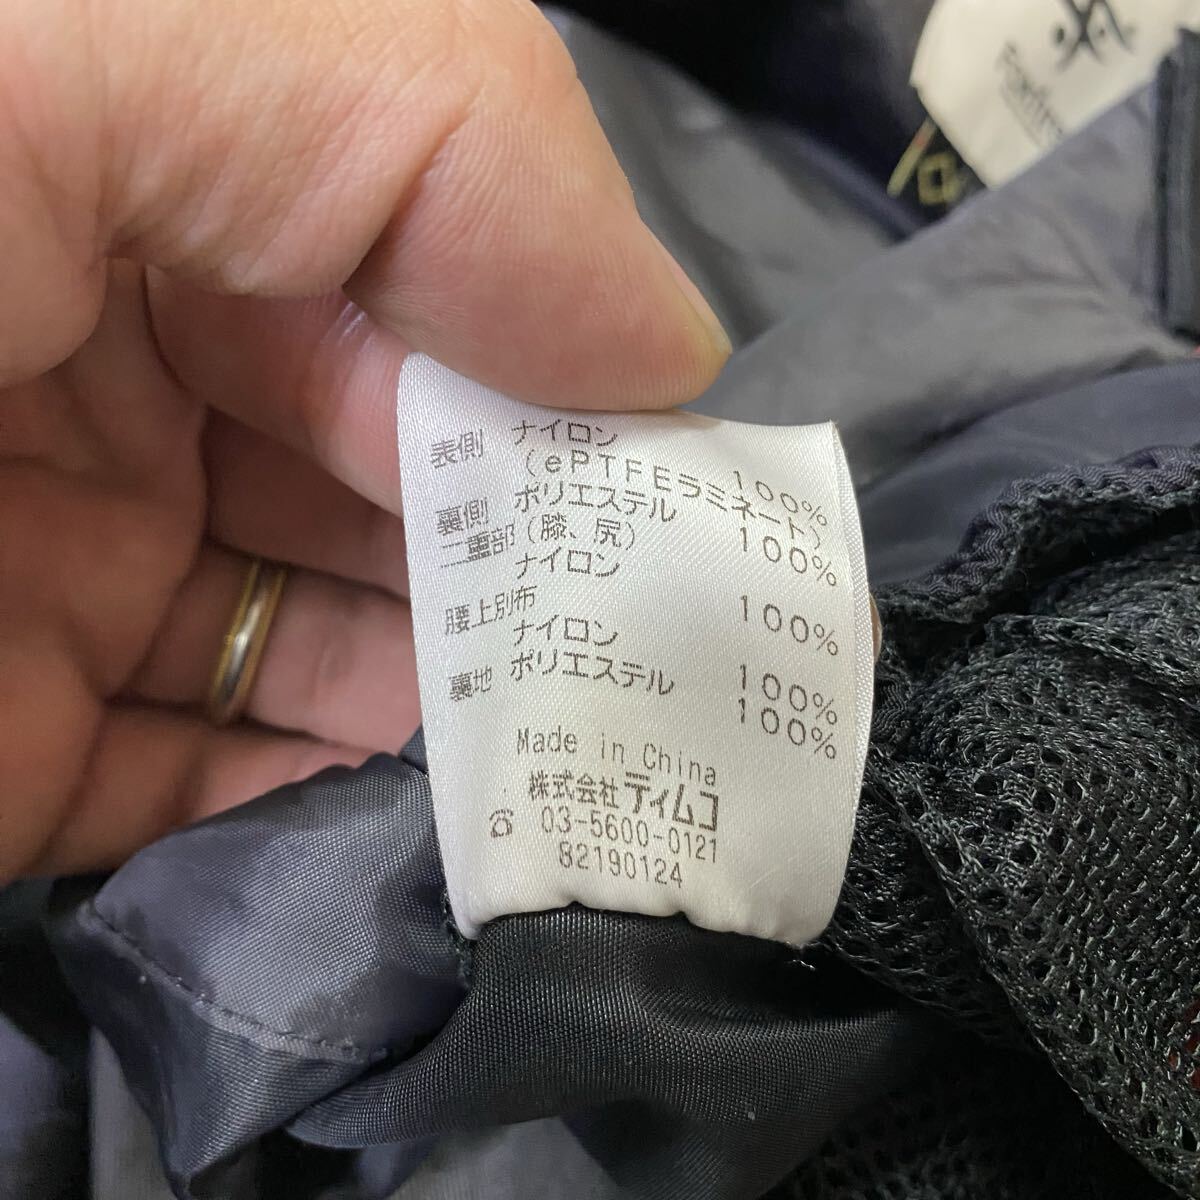 表側 ナイロン 100%
(ePTFEラミネート)
裏側 ポリエステル 100%
二重部(膝、尻)
ナイロン 100%
腰上別布
ナイロン 100%
裏地 ポリエステル 100%
Made in China
株式会社ティムコ
☎ 03-5600-0121
82190124